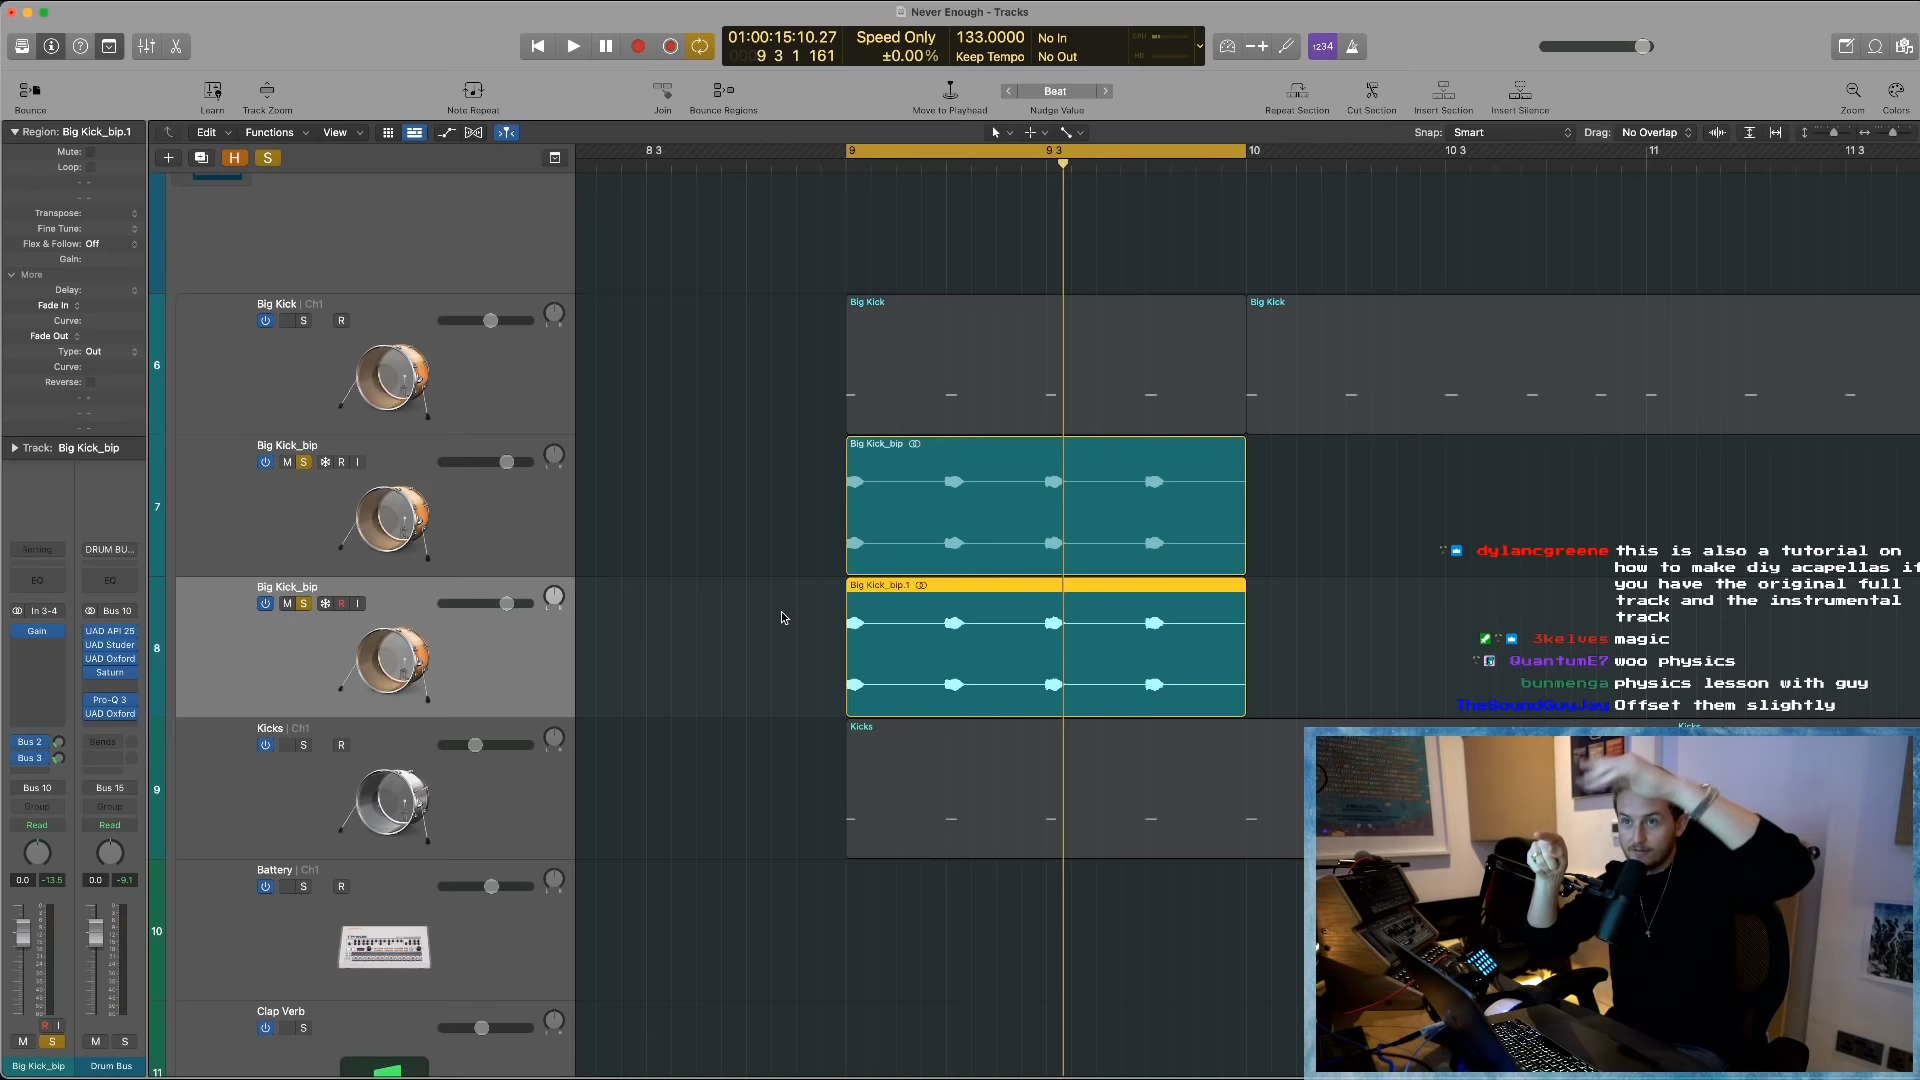 Never Enough - Tracks
01:00:15:10.27
0009 3 1 161
Speed Only
±0.00%
133.0000
Keep Tempo
No In
No Out
CPU
HD
1234
Bounce
Learn
Track Zoom
Note Repeat
Join
Bounce Regions
Move to Playhead
Beat
Nudge Value
Repeat Section
Cut Section
Insert Section
Insert Silence
Zoom
Colors
Region: Big Kick_bip.1
Edit
Functions
View
Snap: Smart
Drag: No Overlap
Mute:
Loop:
Transpose:
Fine Tune:
Flex & Follow: Off
Gain:
More
Delay:
Fade In
Curve:
Fade Out
Type: Out
Curve:
Reverse:
Track: Big Kick_bip
H
S
8 3
9
9 3
10
10 3
11
11 3
Big Kick | Ch1
S
R
6
Big Kick
Big Kick
Big Kick_bip
M S R I
7
Big Kick_bip
Big Kick_bip
M S R I
8
Big Kick_bip.1
Kicks | Ch1
S
R
9
Kicks
Kicks
Battery | Ch1
S
R
10
Clap Verb
S
11
Setting
DRUM BU...
EQ
EQ
In 3-4
Bus 10
Gain
UAD API 25
UAD Studer
UAD Oxford
Saturn
Pro-Q 3
UAD Oxford
Bus 2
Sends
Bus 3
Bus 10
Bus 15
Group
Group
Read
Read
0.0
-13.5
0.0
-9.1
R I
M S
M S
Big Kick_bip
Drum Bus
dylancgreene this is also a tutorial on
how to make diy acapellas if
you have the original full
track and the instrumental
track
3kelves magic
QuantumE7 woo physics
bunmenga physics lesson with guy
TheSoundGuyJay Offset them slightly